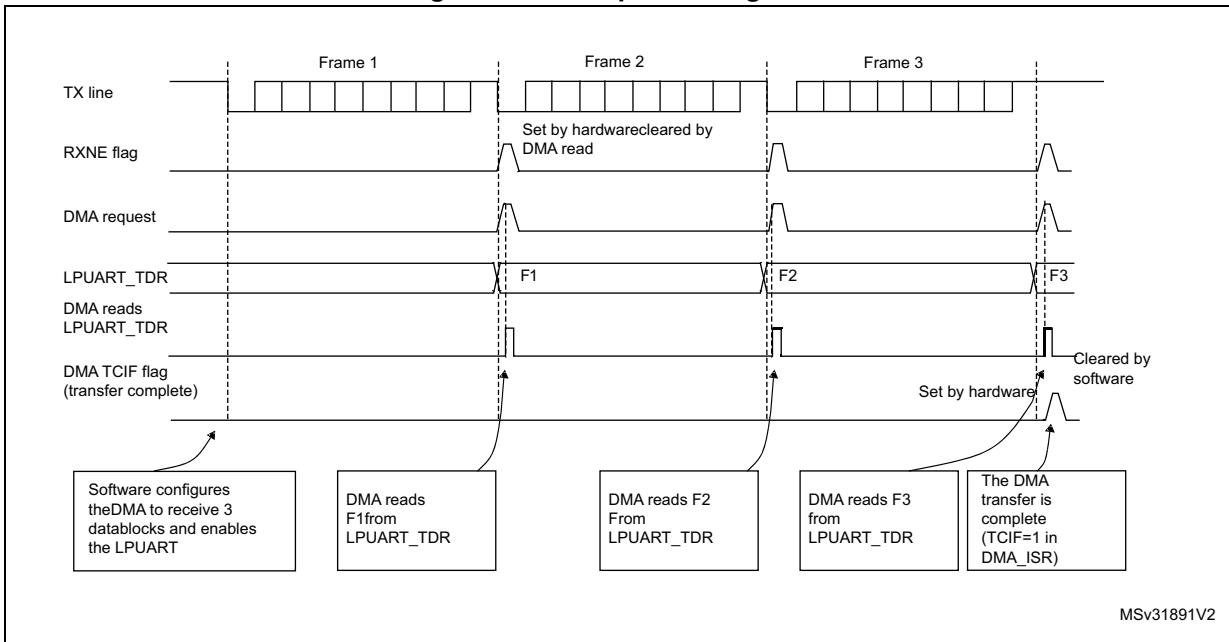 Frame 1
Frame 2
Frame 3
TX line
Set by hardwarecleared by
DMA read
RXNE flag
DMA request
LPUART_TDR
F1
F2
F3
DMA reads
LPUART_TDR
DMA TCIF flag
(transfer complete)
Set by hardware
Cleared by
software
Software configures
theDMA to receive 3
datablocks and enables
the LPUART
DMA reads
F1from
LPUART_TDR
DMA reads F2
From
LPUART_TDR
DMA reads F3
from
LPUART_TDR
The DMA
transfer is
complete
(TCIF=1 in
DMA_ISR)
MSv31891V2